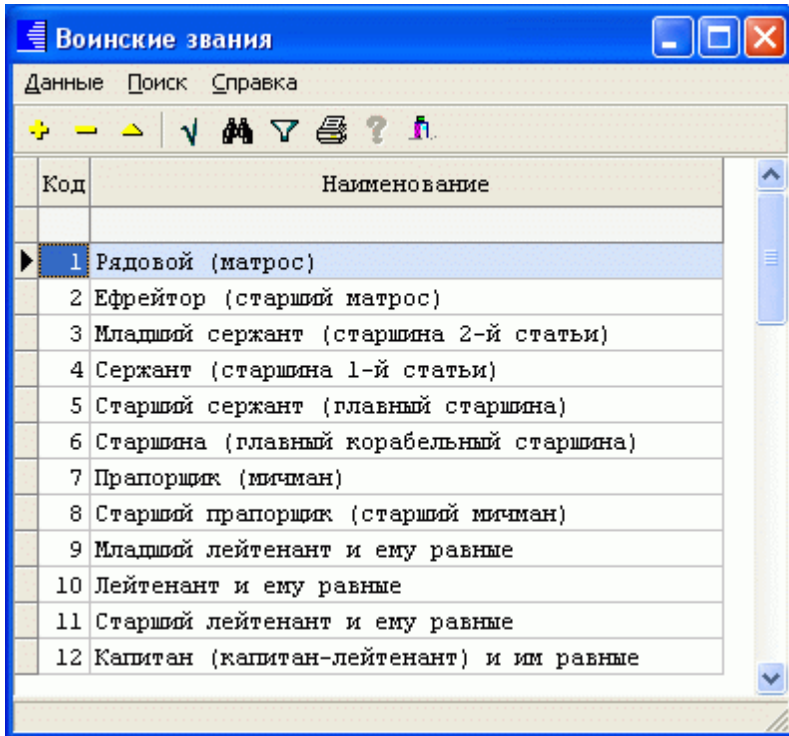 Воинские звания
Данные Поиск Справка
Код Наименование
1 Рядовой (матрос)
2 Ефрейтор (старший матрос)
3 Младший сержант (старшина 2-й статьи)
4 Сержант (старшина 1-й статьи)
5 Старший сержант (главный старшина)
6 Старшина (главный корабельный старшина)
7 Прапорщик (мичман)
8 Старший прапорщик (старший мичман)
9 Младший лейтенант и ему равные
10 Лейтенант и ему равные
11 Старший лейтенант и ему равные
12 Капитан (капитан-лейтенант) и им равные